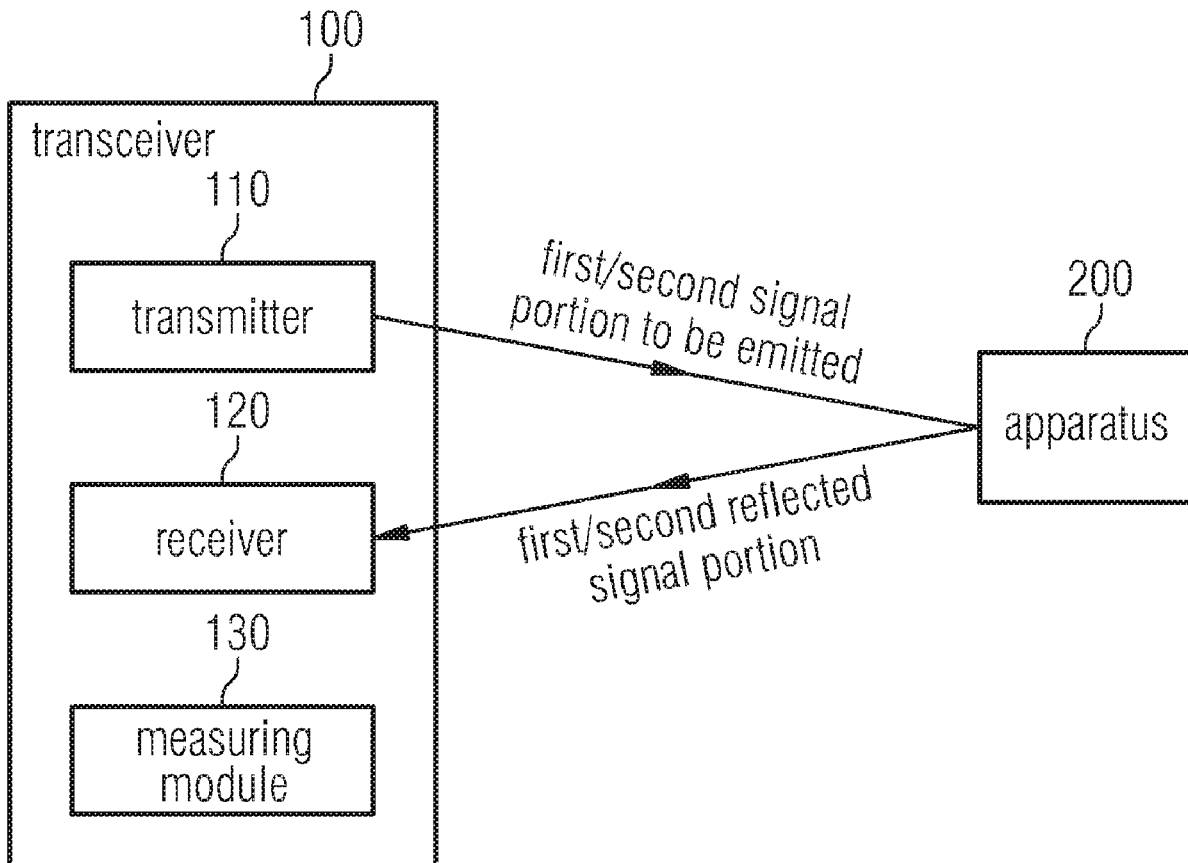 100
transceiver
110
transmitter
first/second signal
portion to be emitted
200
apparatus
120
receiver
first/second reflected
signal portion
130
measuring
module